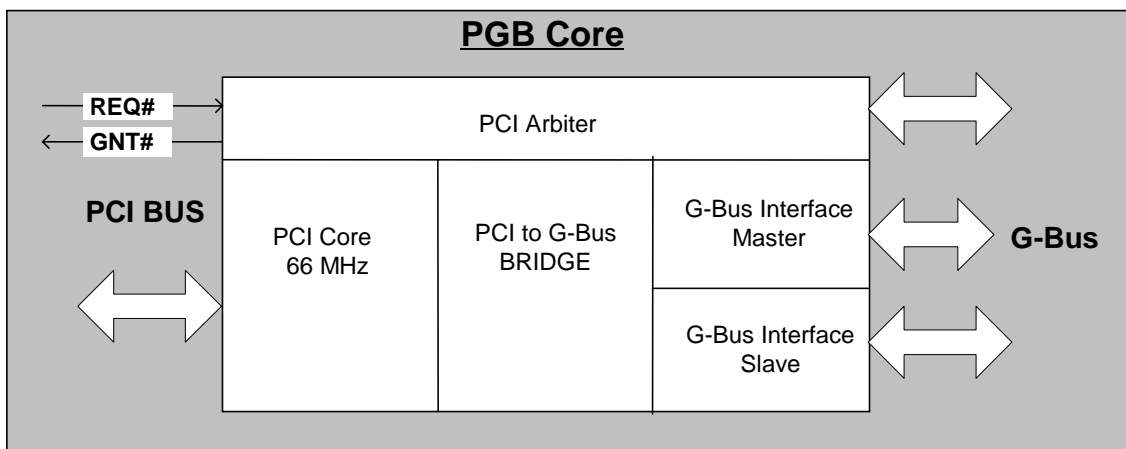 PGB Core
REQ#
GNT#
PCI Arbiter
PCI BUS
PCI Core
66 MHz
PCI to G-Bus
BRIDGE
G-Bus Interface
Master
G-Bus Interface
Slave
G-Bus